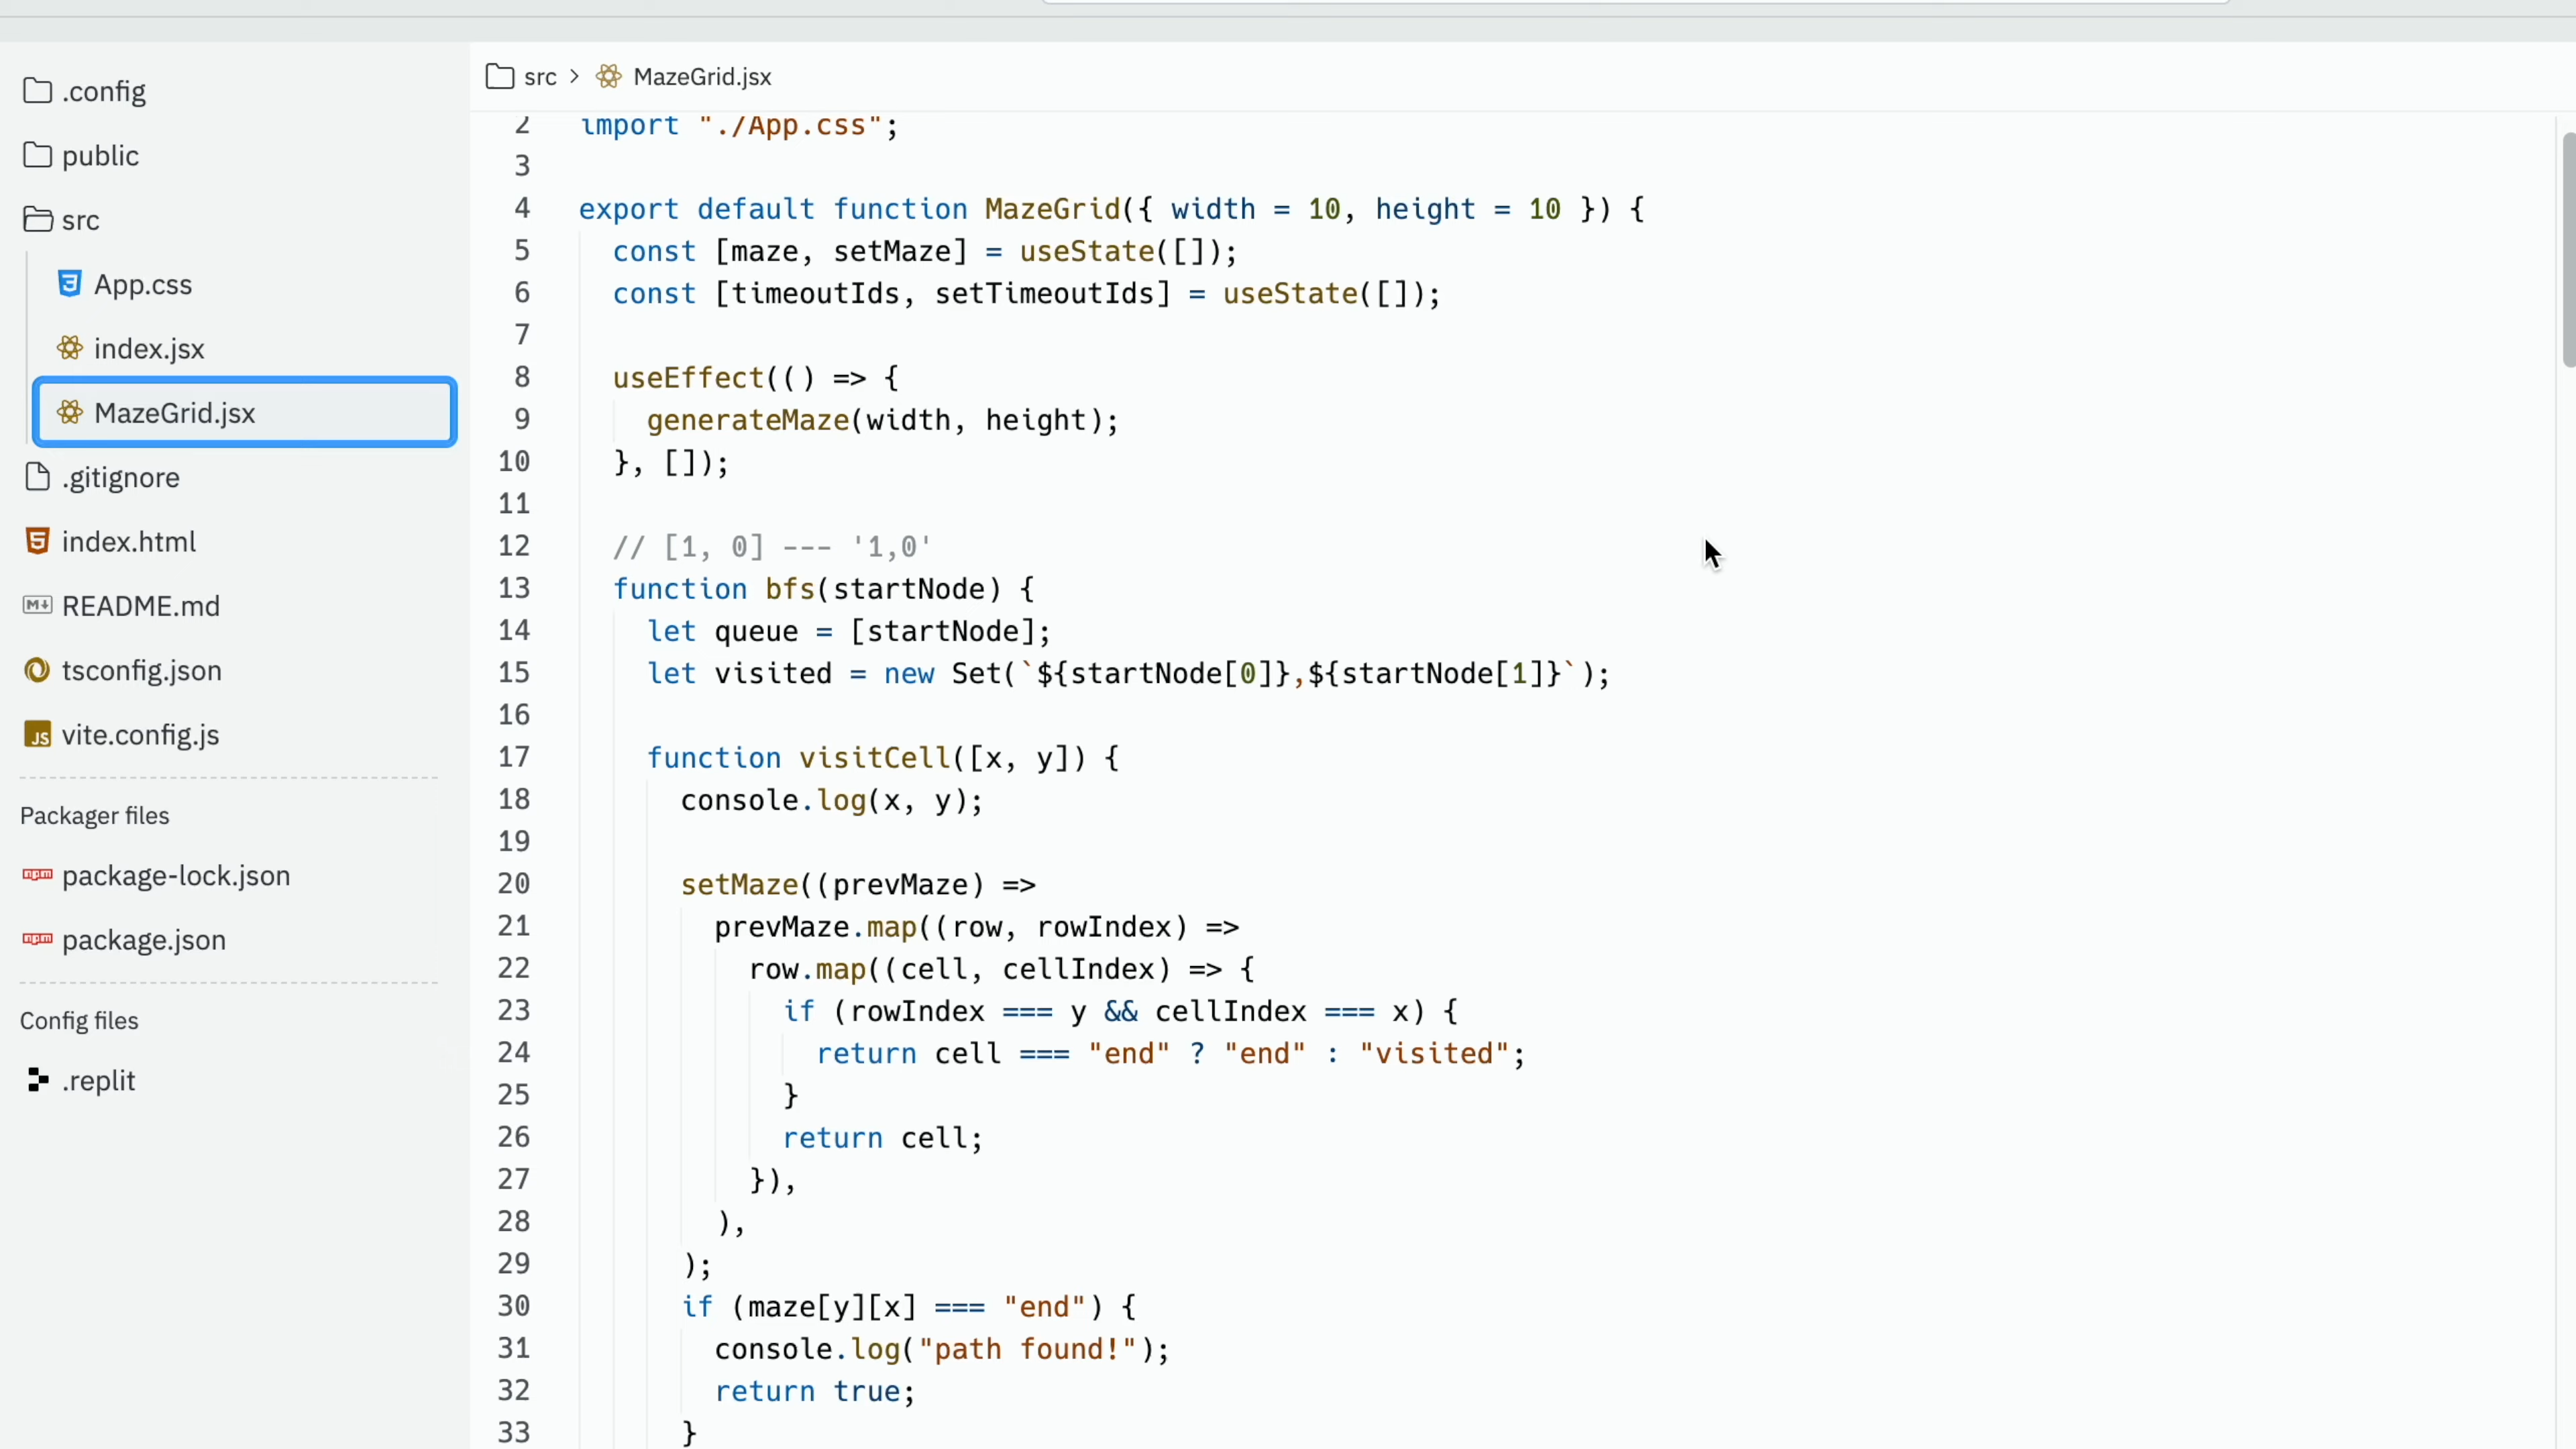 .config
public
src
App.css
index.jsx
MazeGrid.jsx
.gitignore
index.html
README.md
tsconfig.json
JS vite.config.js
Packager files
npm package-lock.json
npm package.json
Config files
.replit
src > MazeGrid.jsx
2 import "./App.css";
3
4 export default function MazeGrid({ width = 10, height = 10 }) {
5 const [maze, setMaze] = useState([]);
6 const [timeoutIds, setTimeoutIds] = useState([]);
7
8 useEffect(() => {
9 generateMaze(width, height);
10 }, []);
11
12 // [1, 0] --- '1,0'
13 function bfs(startNode) {
14 let queue = [startNode];
15 let visited = new Set(`${startNode[0]},${startNode[1]}`);
16
17 function visitCell([x, y]) {
18 console.log(x, y);
19
20 setMaze((prevMaze) =>
21 prevMaze.map((row, rowIndex) =>
22 row.map((cell, cellIndex) => {
23 if (rowIndex === y && cellIndex === x) {
24 return cell === "end" ? "end" : "visited";
25 }
26 return cell;
27 }),
28 ),
29 );
30 if (maze[y][x] === "end") {
31 console.log("path found!");
32 return true;
33 }